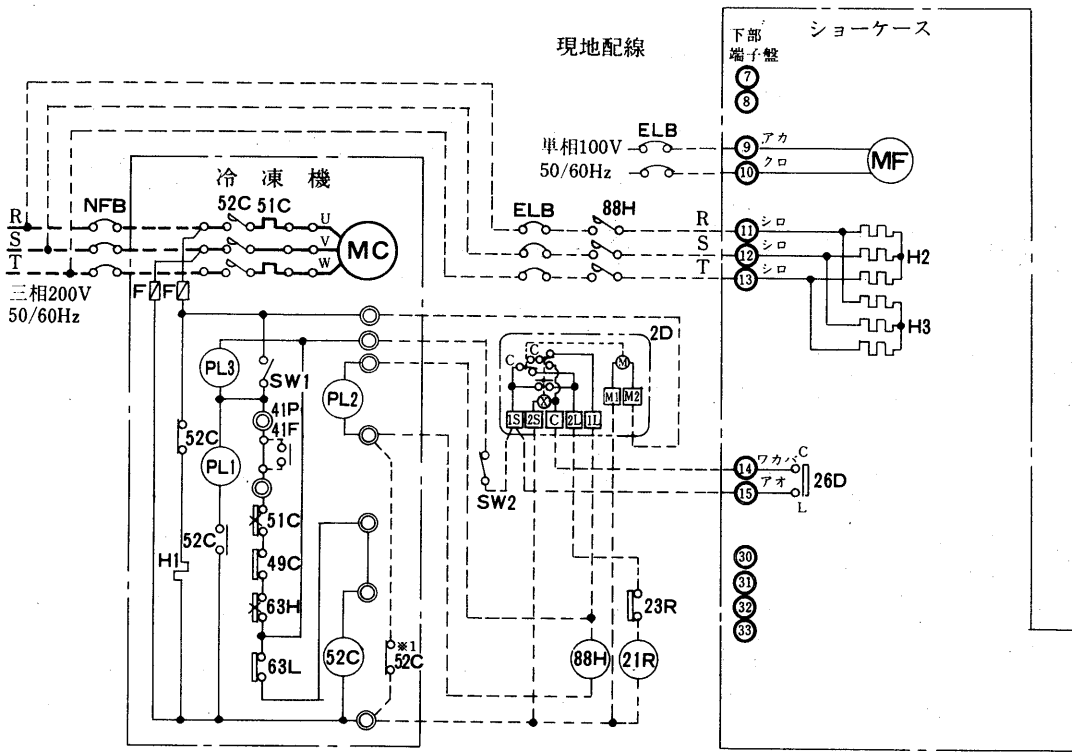 現地配線
ショーケース
下部
端子盤
7
8
ELB
単相100V
50/60Hz
9 アカ
10 クロ
MF
冷凍機
NFB
52C
51C
U
V
W
MC
R
S
T
三相200V
50/60Hz
F
F
ELB
88H
R
S
T
11 シロ
12 シロ
13 シロ
H2
H3
PL3
SW1
PL2
41P
41F
52C
PL1
52C
51C
H1
49C
63H
63L
52C
※1
52C
2D
C
C
M
X
M1
M2
1S
2S
C
2L
1L
SW2
14 ワカバ
15 アオ
C
L
26D
23R
88H
21R
30
31
32
33